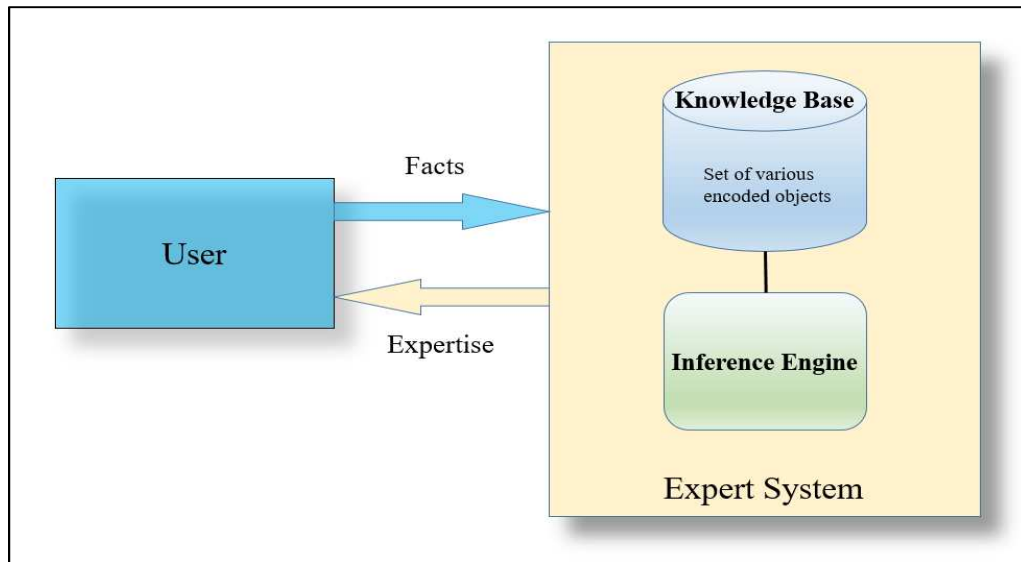 Knowledge Base
Set of various
encoded objects
Facts
User
Expertise
Inference Engine
Expert System